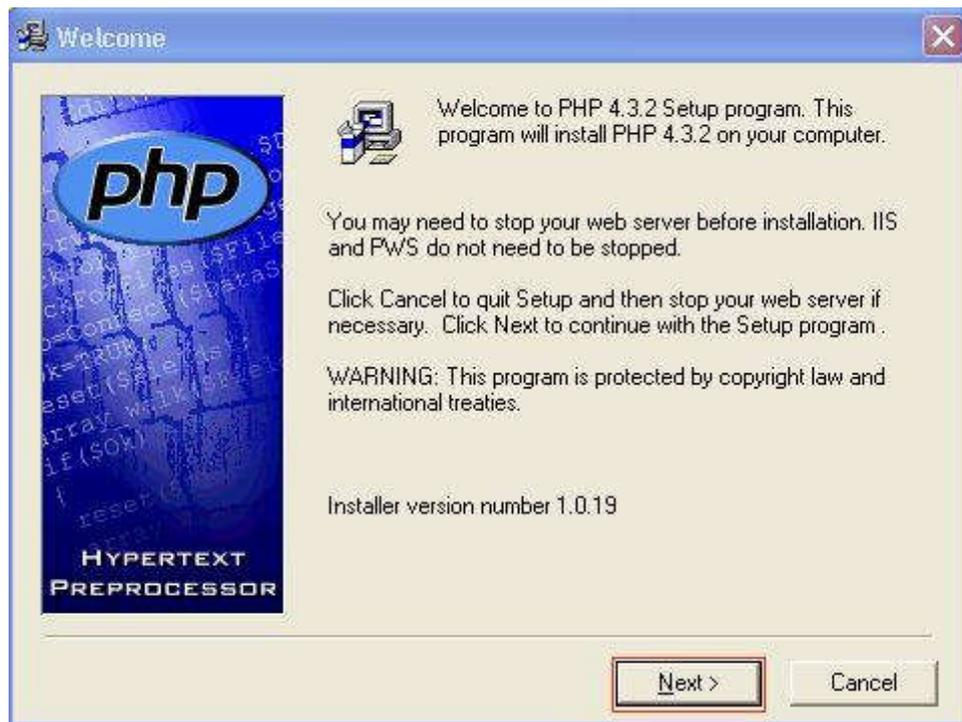 Welcome
php
Welcome to PHP 4.3.2 Setup program. This
program will install PHP 4.3.2 on your computer.
You may need to stop your web server before installation. IIS
and PWS do not need to be stopped.
Click Cancel to quit Setup and then stop your web server if
necessary. Click Next to continue with the Setup program .
WARNING: This program is protected by copyright law and
international treaties.
Installer version number 1.0.19
HYPERTEXT
PREPROCESSOR
Next >
Cancel